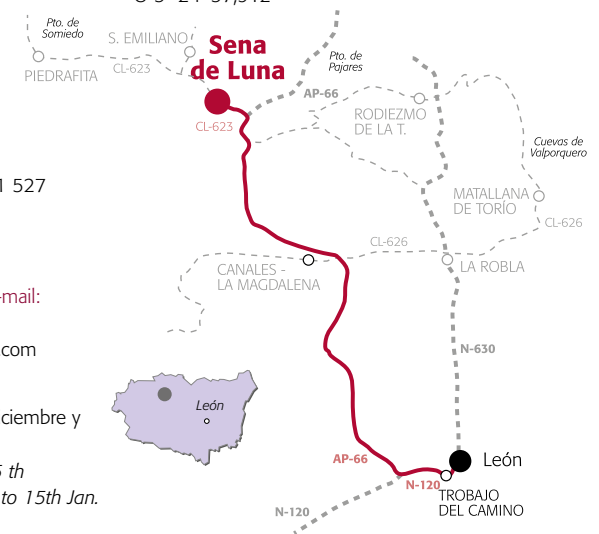 Pto. de
Somiedo
S. EMILIANO
PIEDRAFITA
CL-623
Sena
de Luna
CL-623
Pto. de
Pajares
AP-66
RODIEZMO
DE LA T.
Cuevas de
Valporquero
1 527
MATALLANA
DE TORÍO
CL-626
CL-626
CANALES -
LA MAGDALENA
LA ROBLA
-mail:
N-630
.com
León
ciembre y
AP-66
León
th
to 15th Jan.
N-120
TROBAJO
DEL CAMINO
N-120